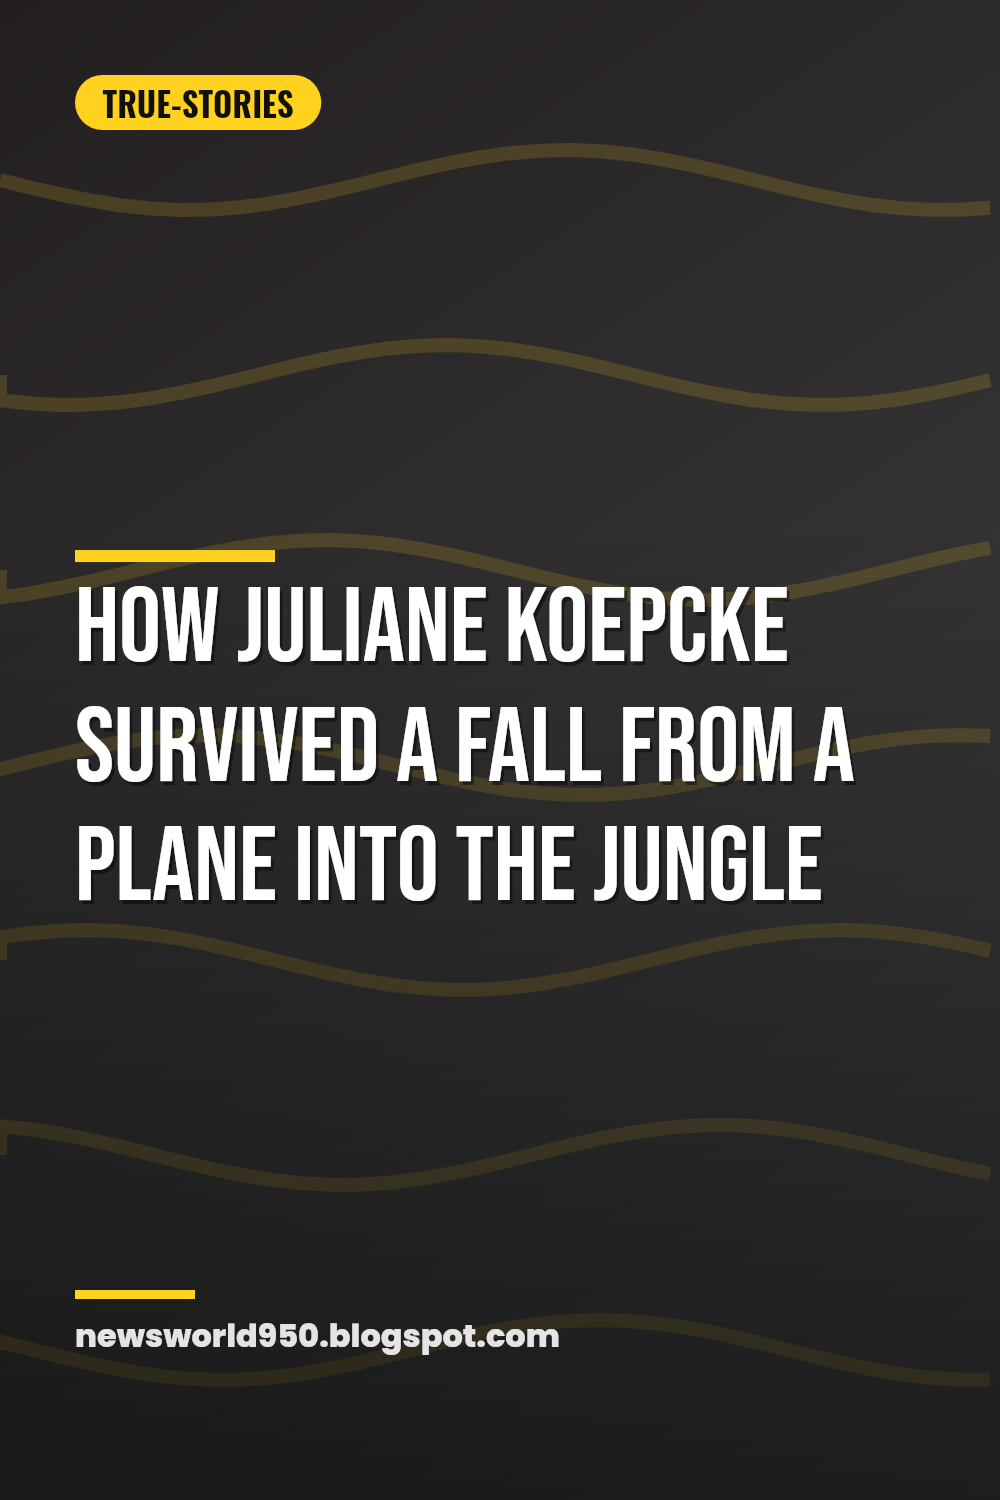 TRUE-STORIES
HOW JULIANE KOEPCKE
SURVIVED A FALL FROM A
PLANE INTO THE JUNGLE
newsworld950.blogspot.com